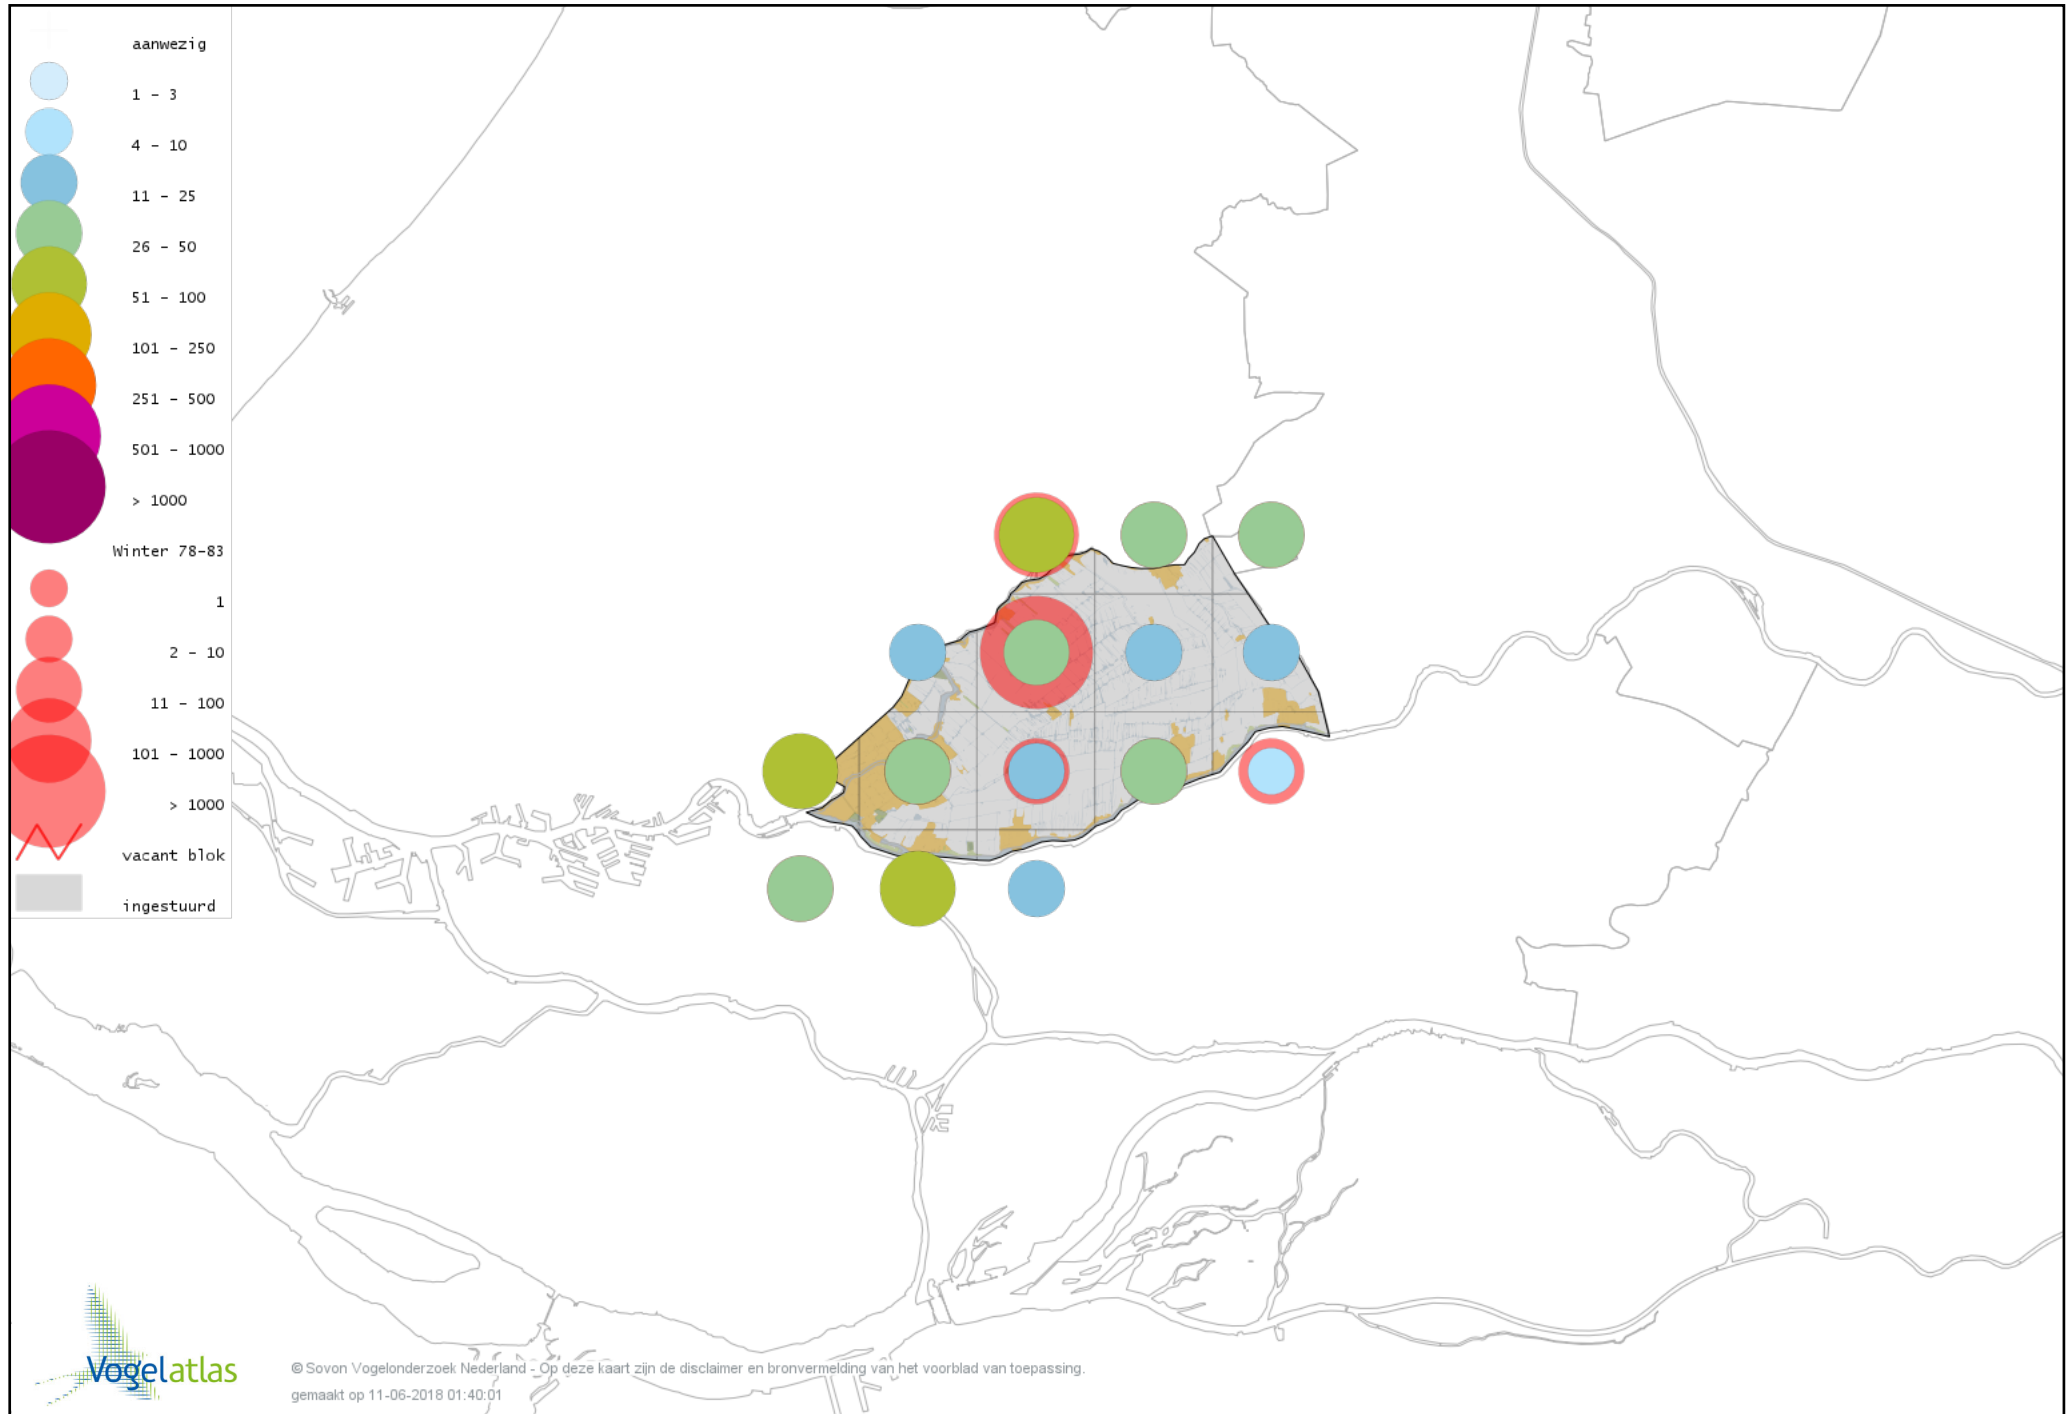 aanwezig
1 - 3
4 - 10
11 - 25
26 - 50
51 - 100
101 - 250
251 - 500
501 - 1000
> 1000
Winter 78-83
1
2 - 10
11 - 100
101 - 1000
> 1000
vacant blok
ingestuurd
Vogelatlas
© Sovon Vogelonderzoek Nederland - Op deze kaart zijn de disclaimer en bronvermelding van het voorblad van toepassing.
gemaakt op 11-06-2018 01:40:01